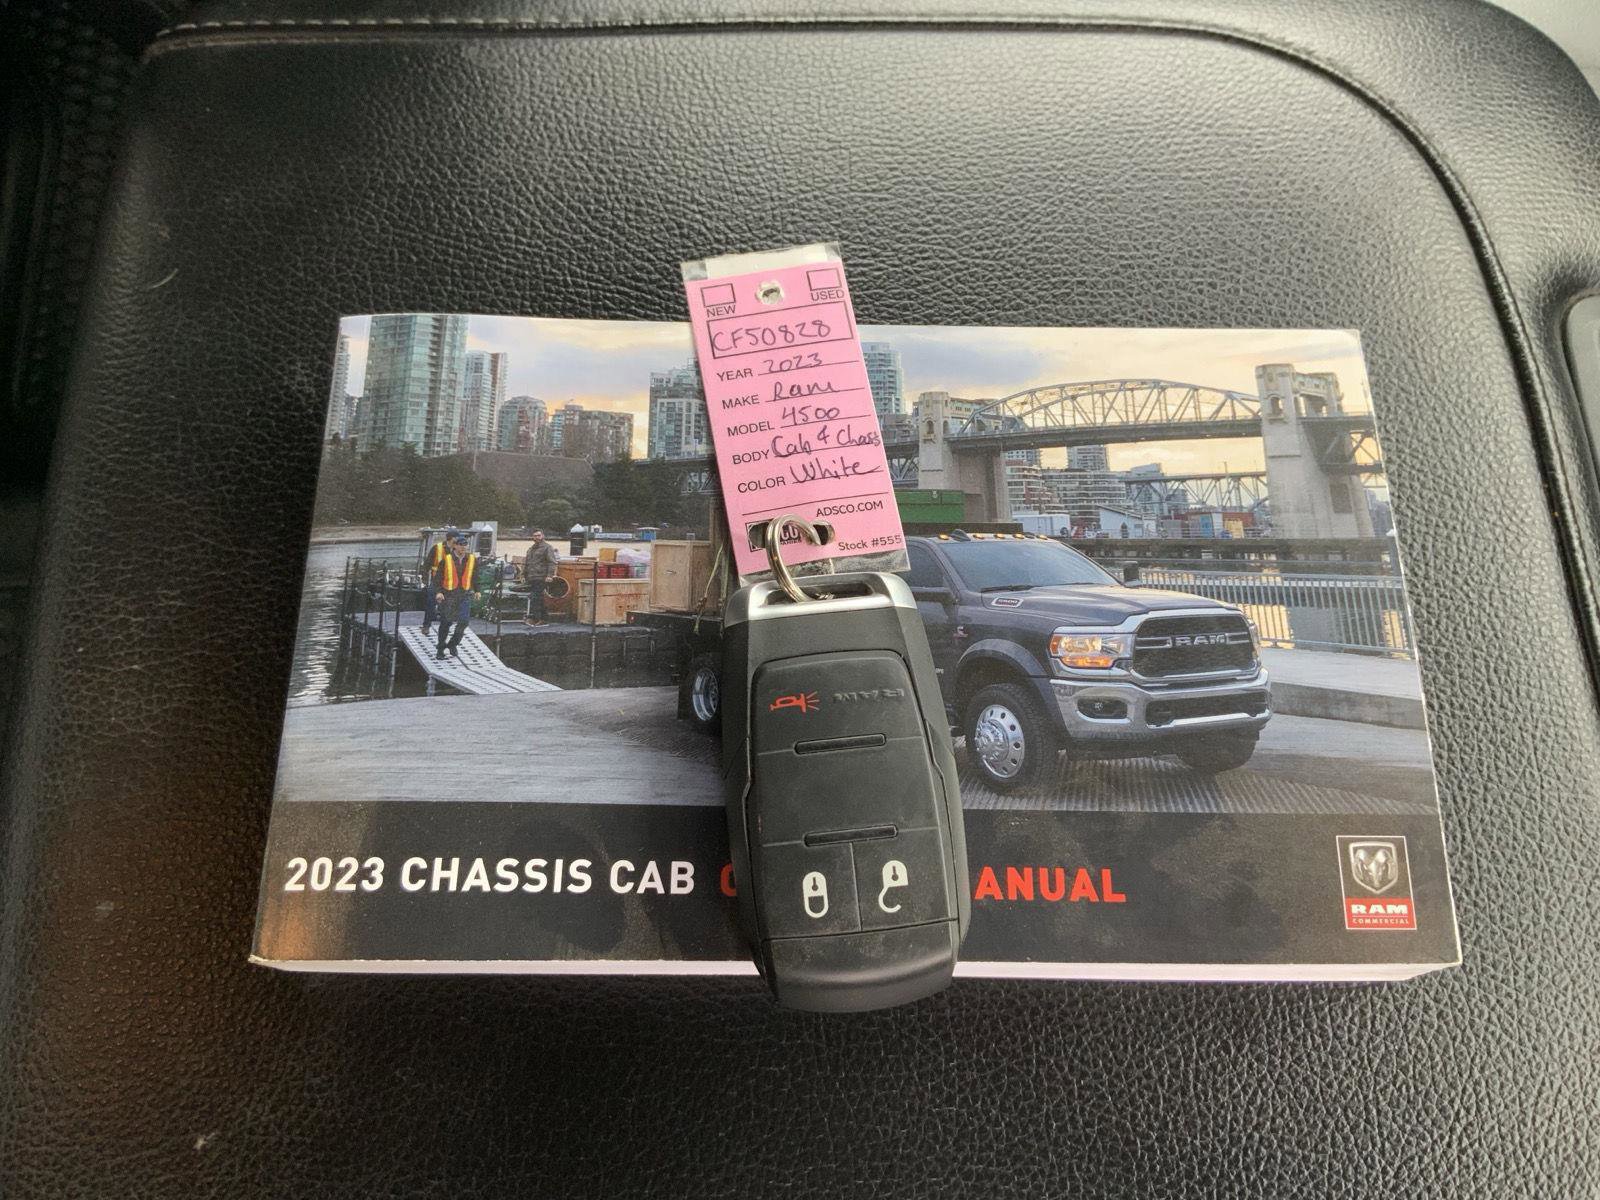 NEW USED
CF50828
YEAR 2023
MAKE Ram
MODEL 4500
BODY Cab & Chass
COLOR White
ADSCO.COM
Stock #555
RAM
RAM
2023 CHASSIS CAB ANUAL
RAM
COMMERCIAL